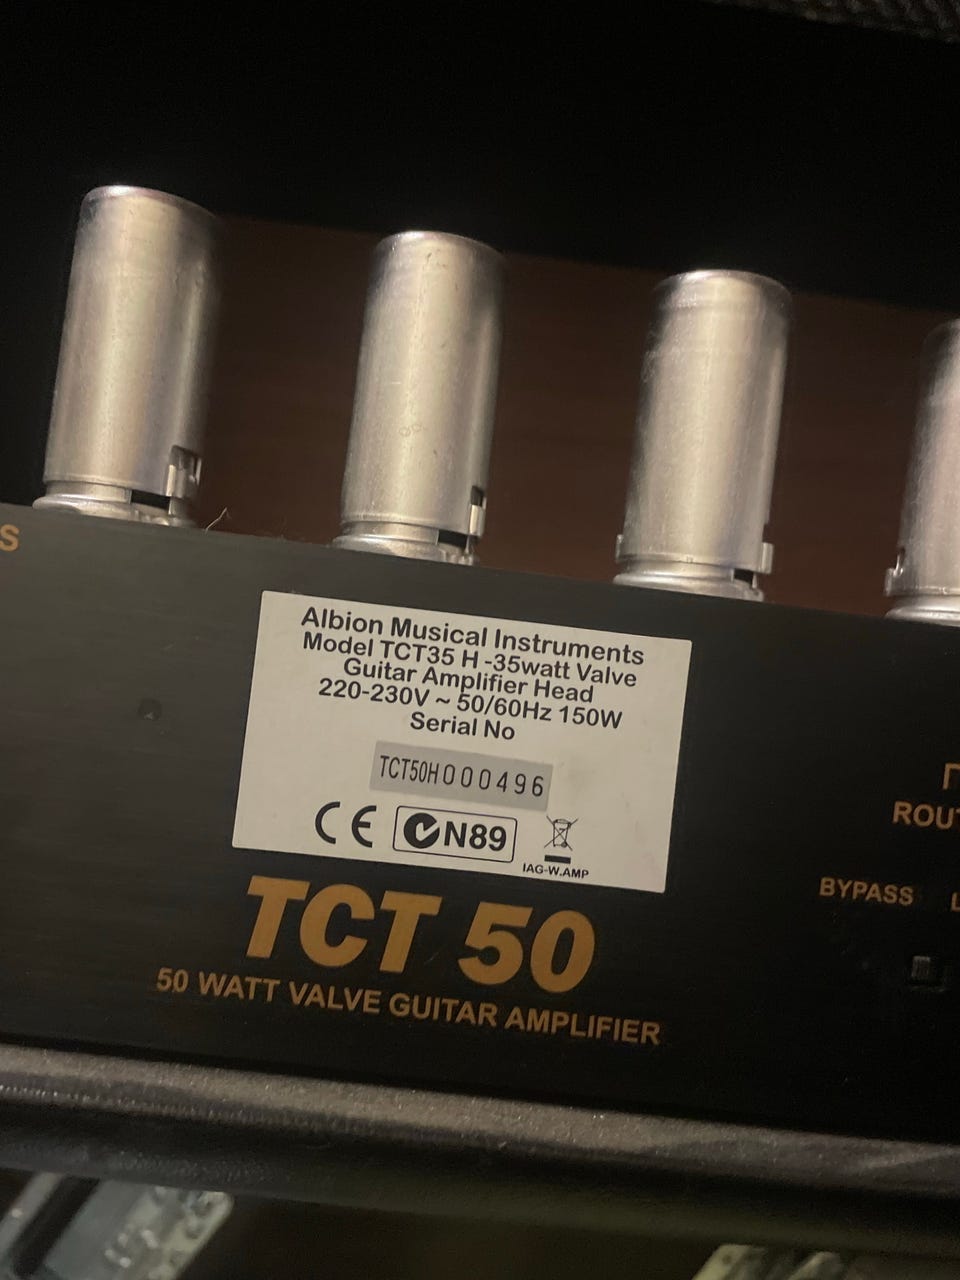 S
Albion Musical Instruments
Model TCT35 H -35watt Valve
Guitar Amplifier Head
220-230V ~ 50/60Hz 150W
Serial No
TCT50H000496
CE N89
IAG-W.AMP
TCT 50
50 WATT VALVE GUITAR AMPLIFIER
BYPASS